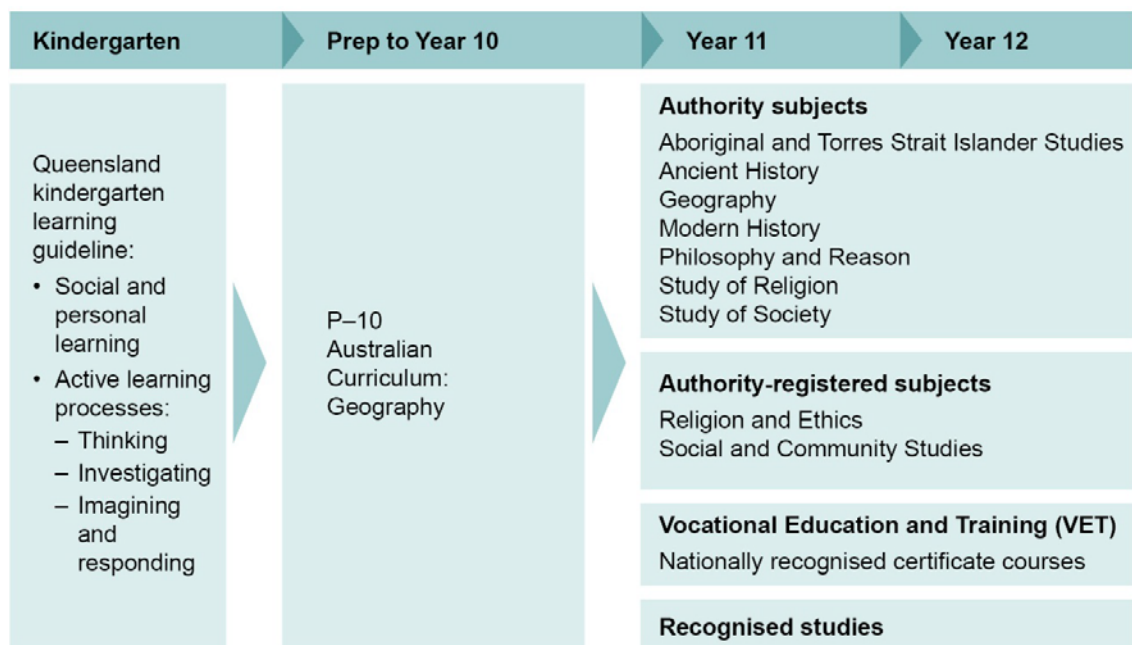 Kindergarten
Prep to Year 10
Year 11
Year 12
Queensland
kindergarten
learning
guideline:
• Social and
personal
learning
• Active learning
processes:
– Thinking
– Investigating
– Imagining
and
responding
P–10
Australian
Curriculum:
Geography
Authority subjects
Aboriginal and Torres Strait Islander Studies
Ancient History
Geography
Modern History
Philosophy and Reason
Study of Religion
Study of Society
Authority-registered subjects
Religion and Ethics
Social and Community Studies
Vocational Education and Training (VET)
Nationally recognised certificate courses
Recognised studies